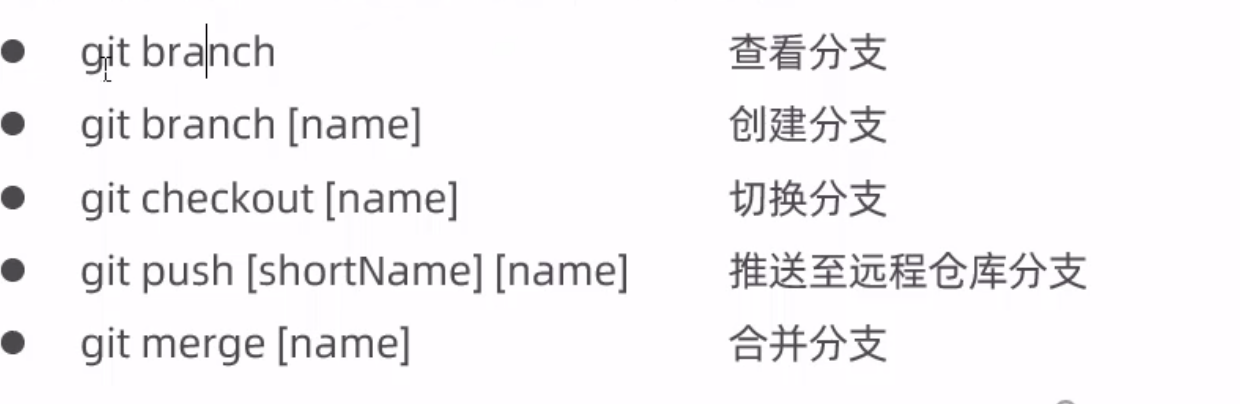 git branch 查看分支
git branch [name] 创建分支
git checkout [name] 切换分支
git push [shortName] [name] 推送至远程仓库分支
git merge [name] 合并分支